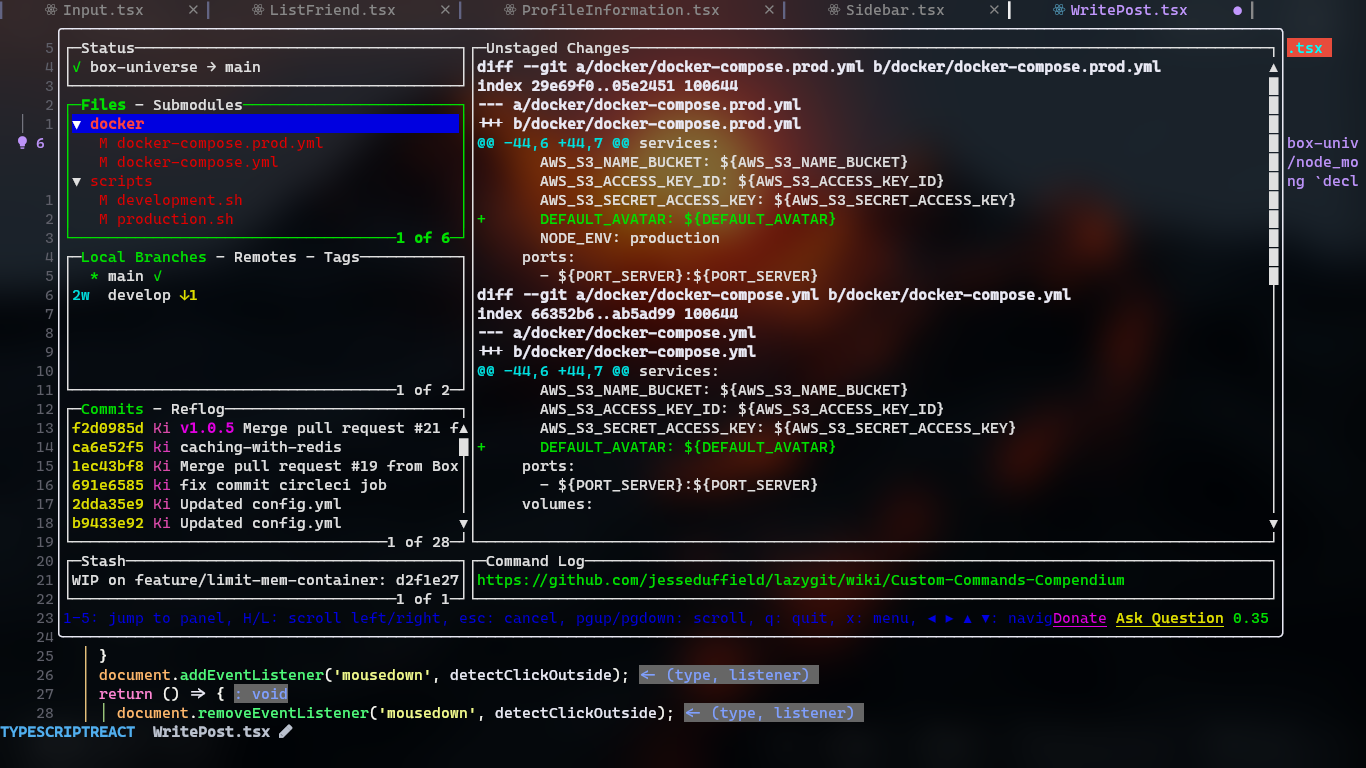 Input.tsx ListFriend.tsx ProfileInformation.tsx Sidebar.tsx WritePost.tsx
5 Status
4 √ box-universe → main
3
2 Files - Submodules
1 ▼ docker
6 M docker-compose.prod.yml
M docker-compose.yml
▼ scripts
1 M development.sh
2 M production.sh
3 1 of 6
4 Local Branches - Remotes - Tags
5 * main √
6 2w develop ↓1
7
8
9
10
11 1 of 2
12 Commits - Reflog
13 f2d0985d Ki v1.0.5 Merge pull request #21 f
14 ca6e52f5 Ki caching-with-redis
15 1ec43bf8 Ki Merge pull request #19 from Box
16 691e6585 Ki fix commit circleci job
17 2dda35e9 Ki Updated config.yml
18 b9433e92 Ki Updated config.yml
19 1 of 28
20 Stash
21 WIP on feature/limit-mem-container: d2f1e27
22 1 of 1
Unstaged Changes
diff --git a/docker/docker-compose.prod.yml b/docker/docker-compose.prod.yml
index 29e69f0..05e2451 100644
--- a/docker/docker-compose.prod.yml
+++ b/docker/docker-compose.prod.yml
@@ -44,6 +44,7 @@ services:
AWS_S3_NAME_BUCKET: ${AWS_S3_NAME_BUCKET}
AWS_S3_ACCESS_KEY_ID: ${AWS_S3_ACCESS_KEY_ID}
AWS_S3_SECRET_ACCESS_KEY: ${AWS_S3_SECRET_ACCESS_KEY}
+ DEFAULT_AVATAR: ${DEFAULT_AVATAR}
NODE_ENV: production
ports:
- ${PORT_SERVER}:${PORT_SERVER}
diff --git a/docker/docker-compose.yml b/docker/docker-compose.yml
index 66352b6..ab5ad99 100644
--- a/docker/docker-compose.yml
+++ b/docker/docker-compose.yml
@@ -44,6 +44,7 @@ services:
AWS_S3_NAME_BUCKET: ${AWS_S3_NAME_BUCKET}
AWS_S3_ACCESS_KEY_ID: ${AWS_S3_ACCESS_KEY_ID}
AWS_S3_SECRET_ACCESS_KEY: ${AWS_S3_SECRET_ACCESS_KEY}
+ DEFAULT_AVATAR: ${DEFAULT_AVATAR}
ports:
- ${PORT_SERVER}:${PORT_SERVER}
volumes:
Command Log
https://github.com/jesseduffield/lazygit/wiki/Custom-Commands-Compendium
.tsx
box-univ
/node_mo
ng `decl
23 1-5: jump to panel, H/L: scroll left/right, esc: cancel, pgup/pgdown: scroll, q: quit, x: menu, ◄ ► ▲ ▼: navig Donate Ask Question 0.35
24
25 }
26 document.addEventListener('mousedown', detectClickOutside); ← (type, listener)
27 return () => { : void
28 document.removeEventListener('mousedown', detectClickOutside); ← (type, listener)
TYPESCRIPTREACT WritePost.tsx